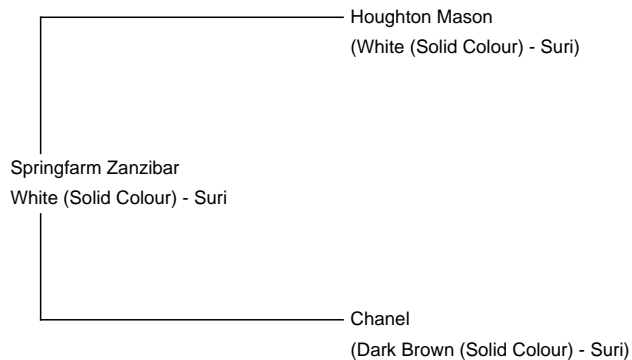 Houghton Mason
(White (Solid Colour) - Suri)
Springfarm Zanzibar
White (Solid Colour) - Suri
Chanel
(Dark Brown (Solid Colour) - Suri)